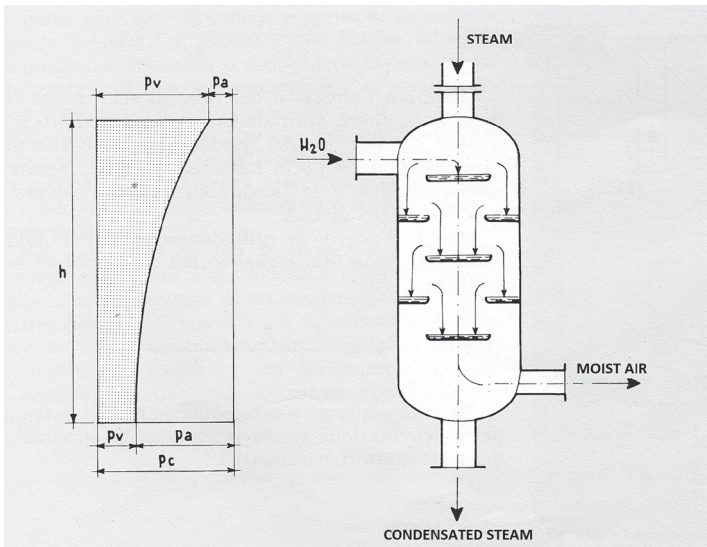 STEAM
Pv Pa
H₂O
h
MOIST AIR
Pv Pa
Pc
CONDENSATED STEAM